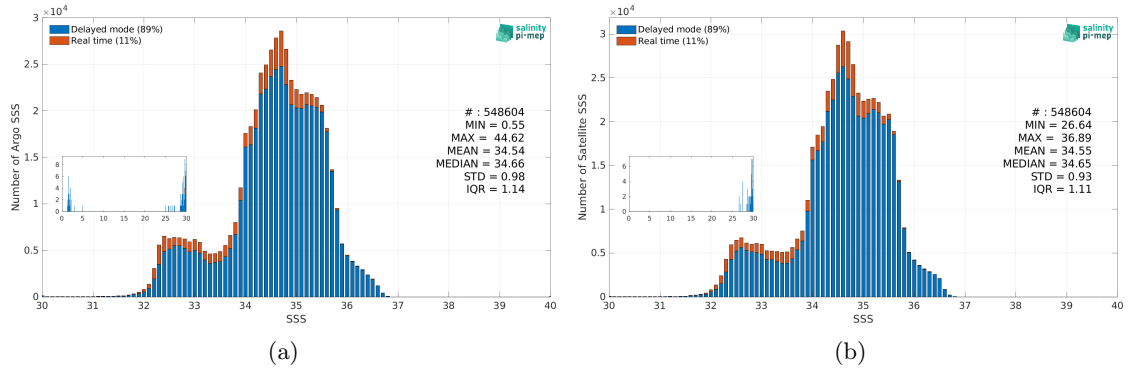 3 ×10⁴
Delayed mode (89%)
Real time (11%)
salinity
pi-mep
2.5
2
1.5
1
0.5
0
Number of Argo SSS
# : 548604
MIN = 0.55
MAX = 44.62
MEAN = 34.54
MEDIAN = 34.66
STD = 0.98
IQR = 1.14
8
6
4
2
0
0 5 10 15 20 25 30
30 31 32 33 34 35 36 37 38 39 40
SSS
(a)
×10⁴
Delayed mode (89%)
Real time (11%)
salinity
pi-mep
3
2.5
2
1.5
1
0.5
0
Number of Satellite SSS
# : 548604
MIN = 26.64
MAX = 36.89
MEAN = 34.55
MEDIAN = 34.65
STD = 0.93
IQR = 1.11
6
4
2
0
0 5 10 15 20 25 30
30 31 32 33 34 35 36 37 38 39 40
SSS
(b)